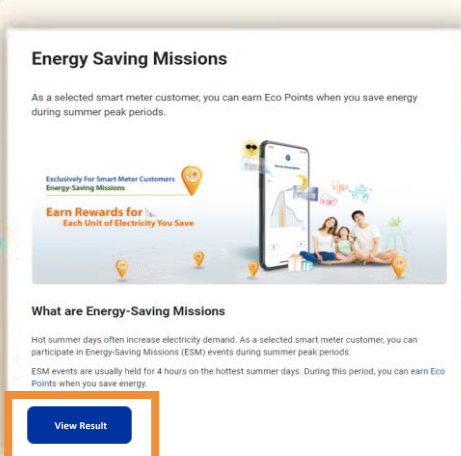 Energy Saving Missions
As a selected smart meter customer, you can earn Eco Points when you save energy
during summer peak periods.
Exclusively For Smart Meter Customers
Energy-Saving Missions
Earn Rewards for
Each Unit of Electricity You Save
What are Energy-Saving Missions
Hot summer days often increase electricity demand. As a selected smart meter customer, you can
participate in Energy-Saving Missions (ESM) events during summer peak periods.
ESM events are usually held for 4 hours on the hottest summer days. During this period, you can earn Eco
Points when you save energy.
View Result